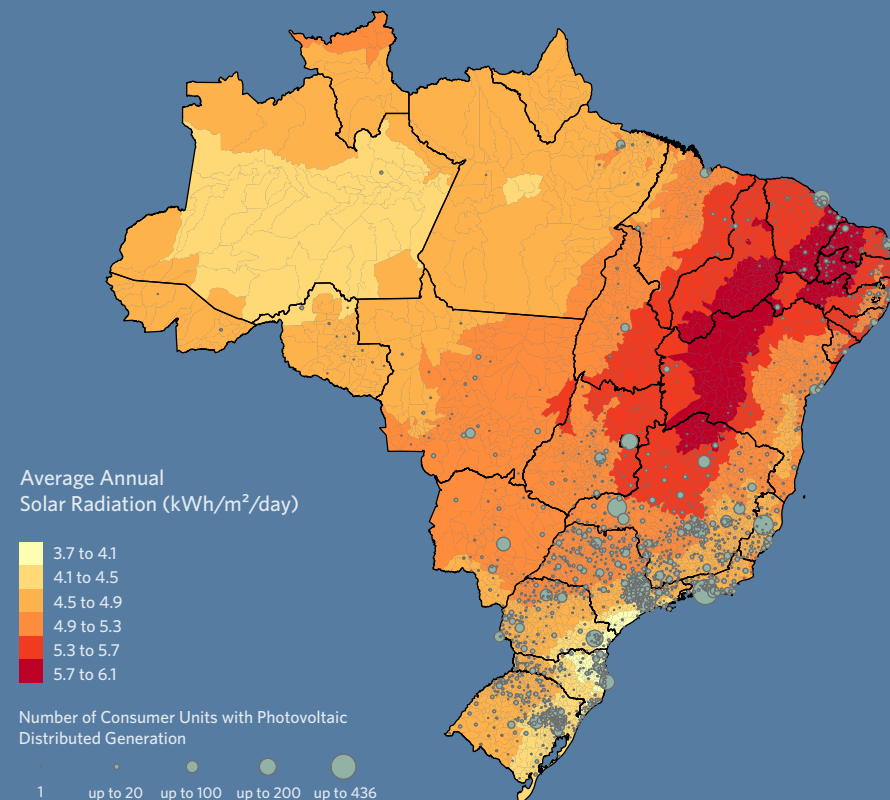 Average Annual
Solar Radiation (kWh/m²/day)
3.7 to 4.1
4.1 to 4.5
4.5 to 4.9
4.9 to 5.3
5.3 to 5.7
5.7 to 6.1
Number of Consumer Units with Photovoltaic
Distributed Generation
1 up to 20 up to 100 up to 200 up to 436